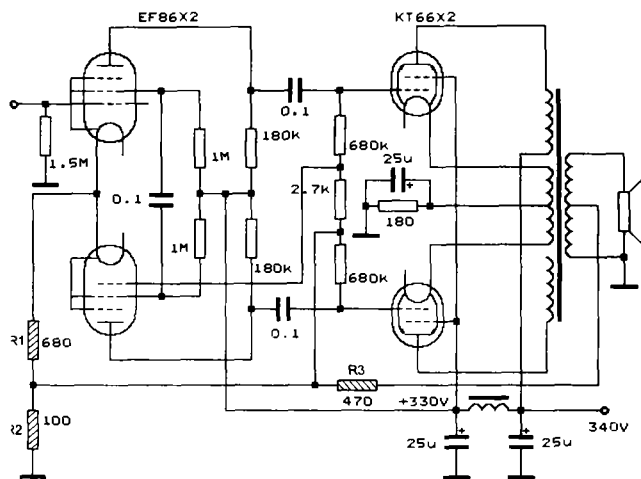 EF86X2
KT66X2
0.1
1.5M
1M
180k
680k
25u
+
2.7k
0.1
180
1M
180k
680k
0.1
R1
680
R3
470
+330V
R2
100
340V
25u
+
+
25u